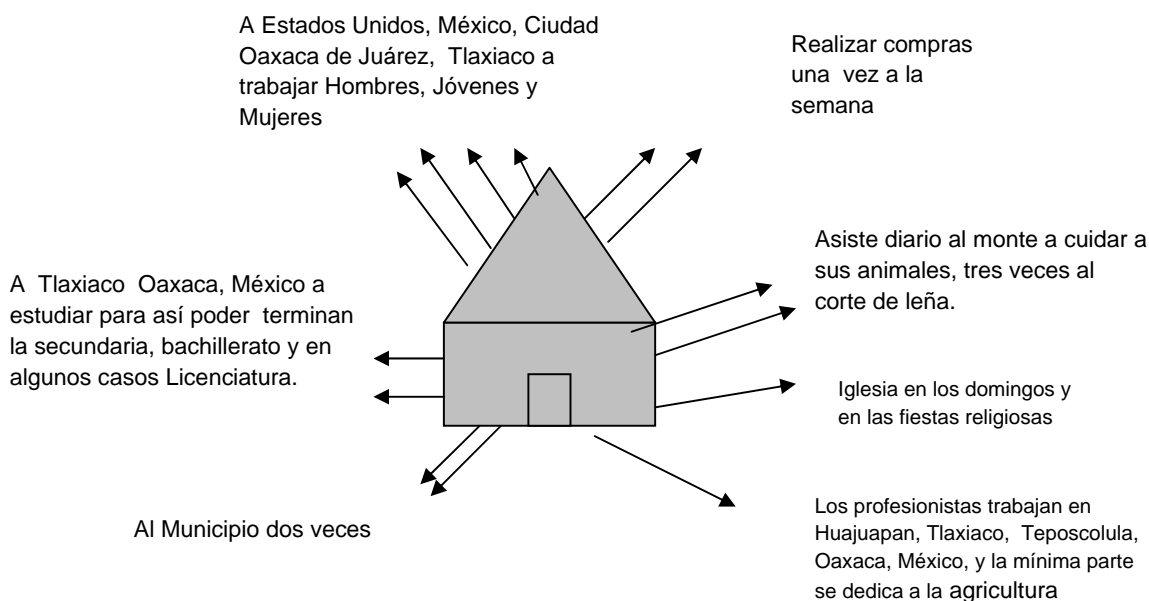 A Estados Unidos, México, Ciudad
Oaxaca de Juárez, Tlaxiaco a
trabajar Hombres, Jóvenes y
Mujeres
Realizar compras
una vez a la
semana
Asiste diario al monte a cuidar a
sus animales, tres veces al
corte de leña.
A Tlaxiaco Oaxaca, México a
estudiar para así poder terminan
la secundaria, bachillerato y en
algunos casos Licenciatura.
Iglesia en los domingos y
en las fiestas religiosas
Al Municipio dos veces
Los profesionistas trabajan en
Huajuapan, Tlaxiaco, Teposcolula,
Oaxaca, México, y la mínima parte
se dedica a la agricultura